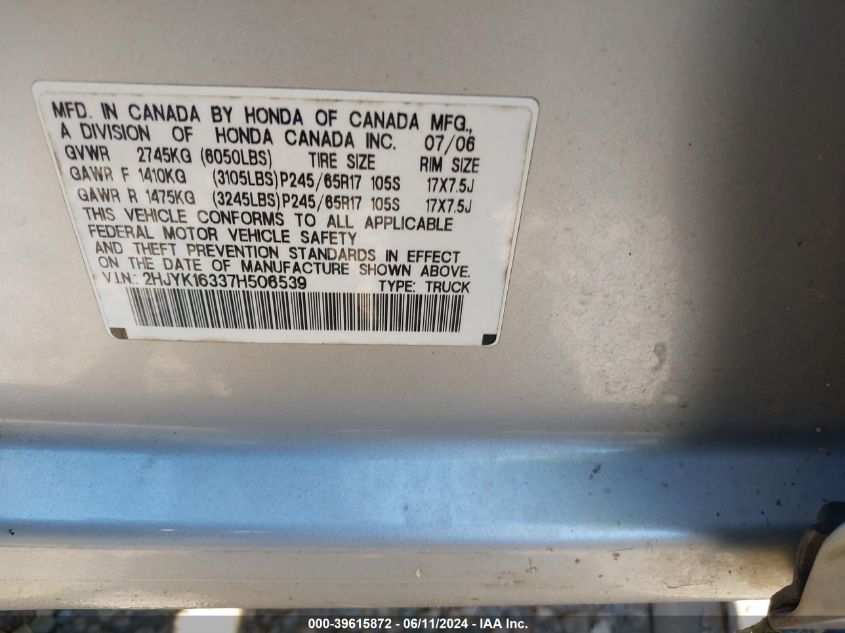 MFD. IN CANADA BY HONDA OF CANADA MFG.,
A DIVISION OF HONDA CANADA INC. 07/06
GVWR 2745KG (6050LBS) TIRE SIZE RIM SIZE
GAWR F 1410KG (3105LBS) P245/65R17 105S 17X7.5J
GAWR R 1475KG (3245LBS) P245/65R17 105S 17X7.5J
THIS VEHICLE CONFORMS TO ALL APPLICABLE
FEDERAL MOTOR VEHICLE SAFETY
AND THEFT PREVENTION STANDARDS IN EFFECT
ON THE DATE OF MANUFACTURE SHOWN ABOVE.
V.I.N.: 2HJYK16337H506539 TYPE: TRUCK
000-39615872 - 06/11/2024 - IAA Inc.